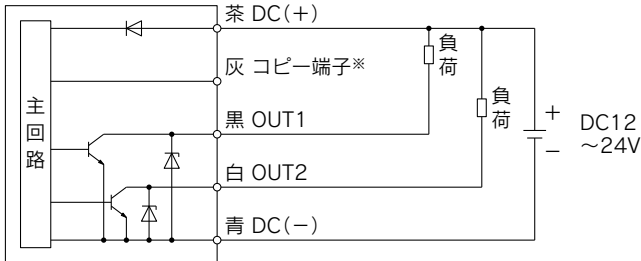 茶 DC(+)
灰 コピー端子※
負荷
負荷
主回路
黒 OUT1
+
DC12
～24V
−
白 OUT2
青 DC(−)